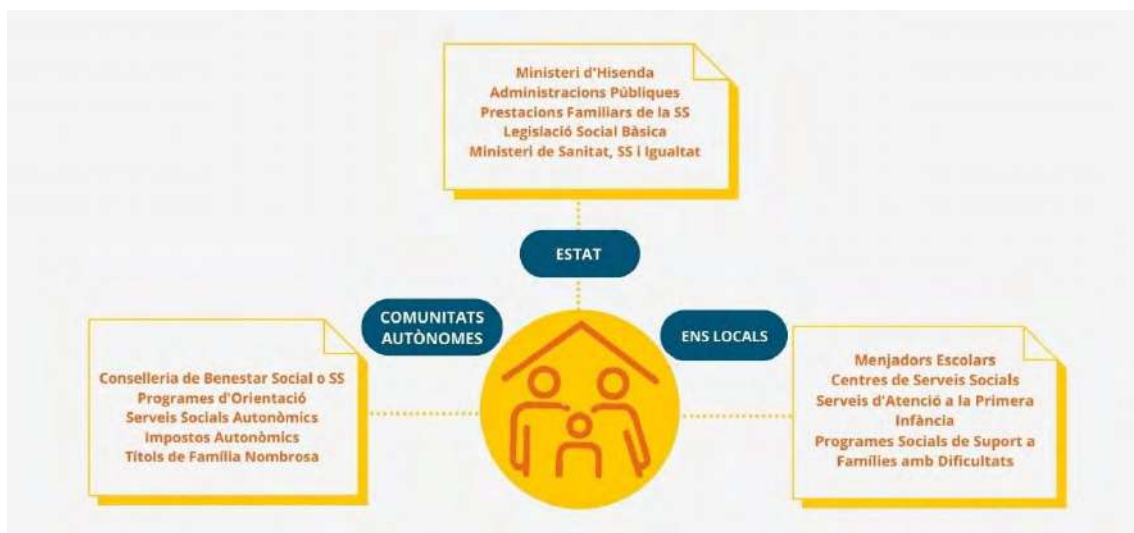 Ministeri d'Hisenda
Administracions Públiques
Prestacions Familiars de la SS
Legislació Social Bàsica
Ministeri de Sanitat, SS i Igualtat
ESTAT
COMUNITATS
AUTÒNOMES
ENS LOCALS
Conselleria de Benestar Social o SS
Programes d'Orientació
Serveis Socials Autonòmics
Impostos Autonòmics
Títols de Família Nombrosa
Menjadors Escolars
Centres de Serveis Socials
Serveis d'Atenció a la Primera
Infància
Programes Socials de Suport a
Famílies amb Dificultats